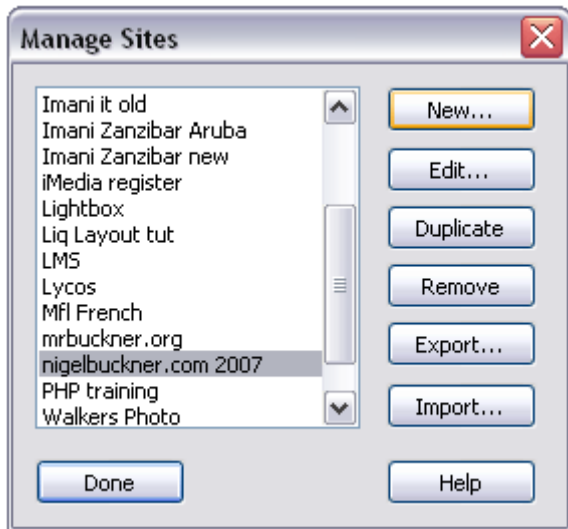 Manage Sites
Imani it old
Imani Zanzibar Aruba
Imani Zanzibar new
iMedia register
Lightbox
Liq Layout tut
LMS
Lycos
Mfl French
mrbuckner.org
nigelbuckner.com 2007
PHP training
Walkers Photo
New...
Edit...
Duplicate
Remove
Export...
Import...
Done
Help